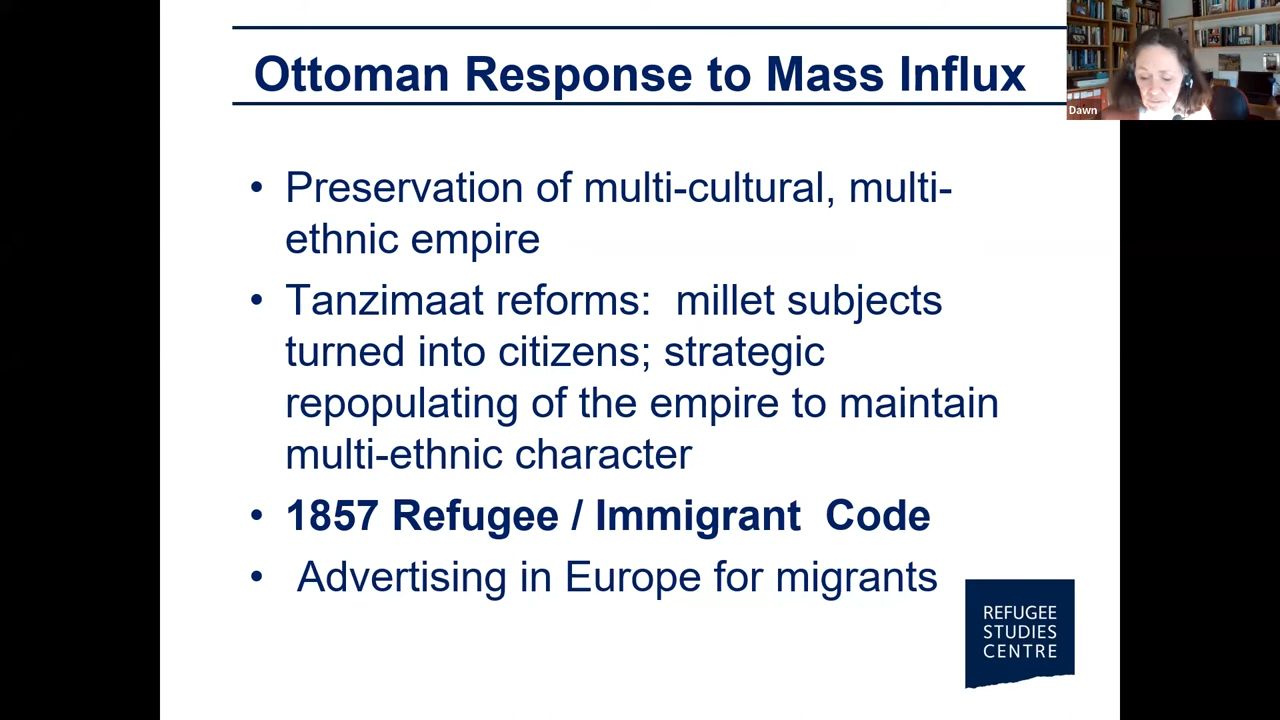 Ottoman Response to Mass Influx
Dawn
• Preservation of multi-cultural, multi-
ethnic empire
• Tanzimaat reforms:  millet subjects
turned into citizens; strategic
repopulating of the empire to maintain
multi-ethnic character
• 1857 Refugee / Immigrant  Code
•  Advertising in Europe for migrants
REFUGEE
STUDIES
CENTRE